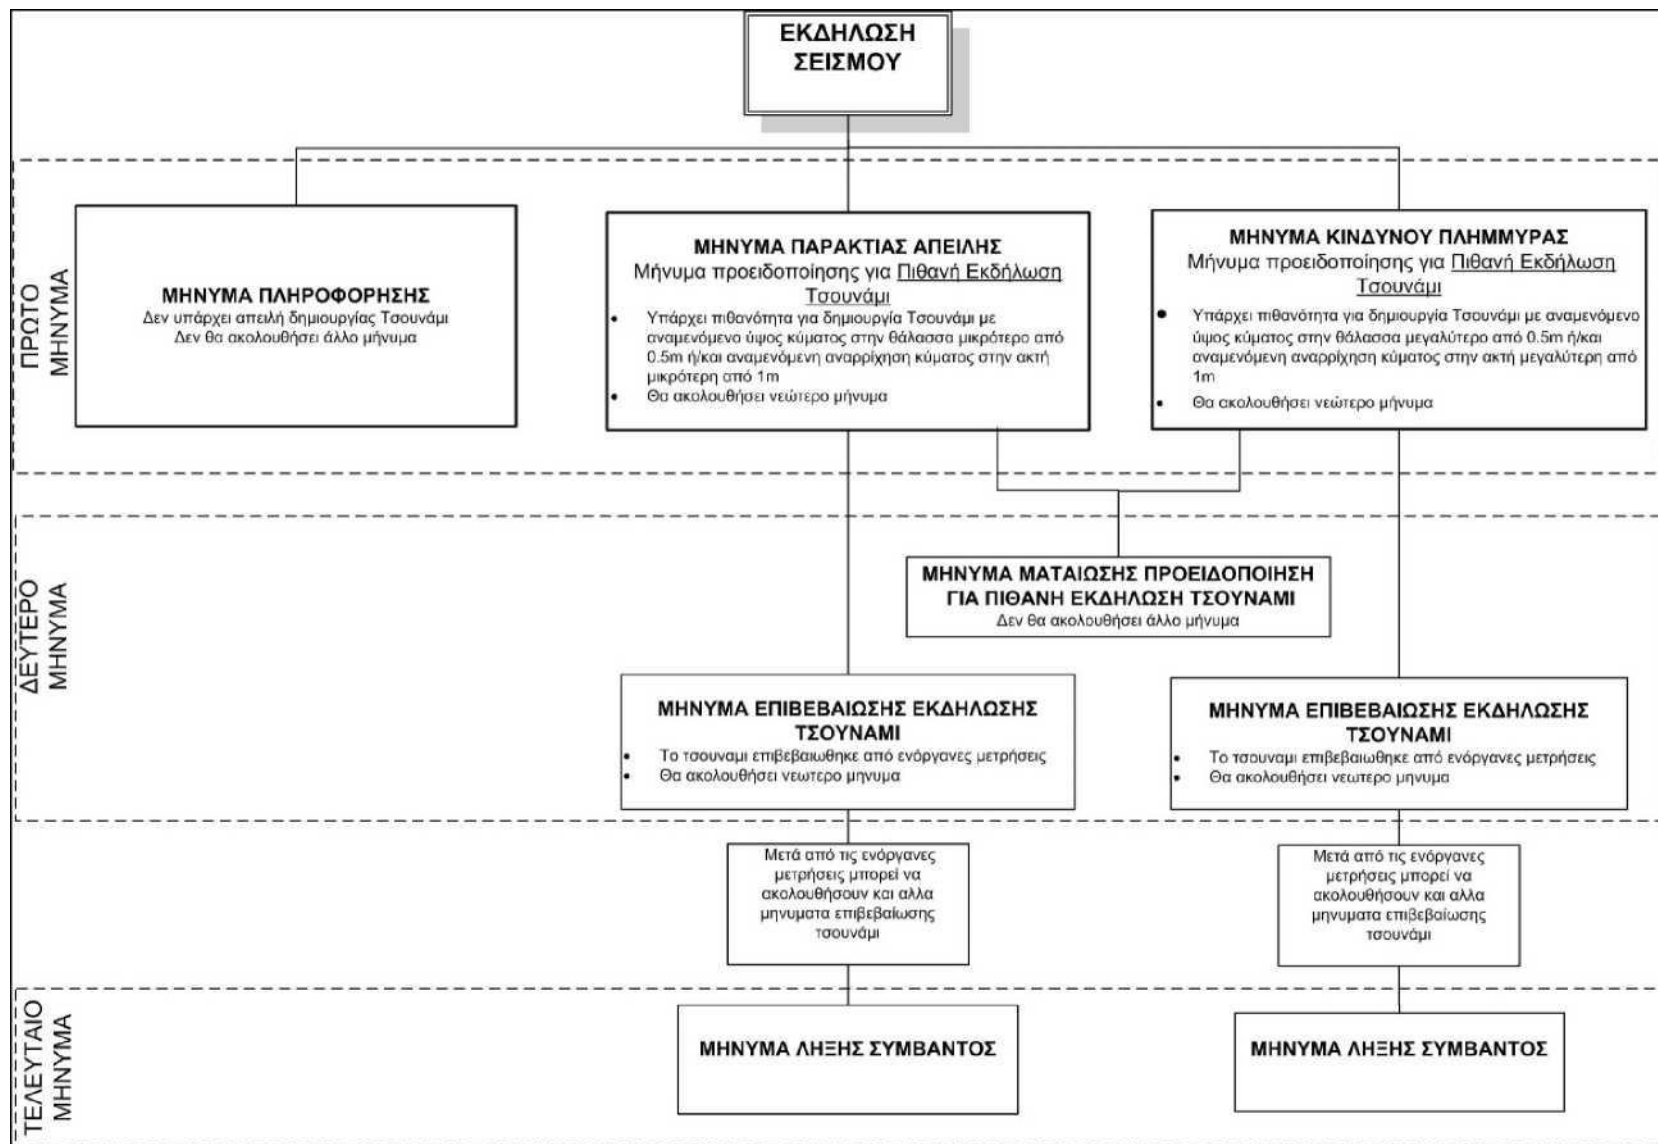 ΕΚΔΗΛΩΣΗ
ΣΕΙΣΜΟΥ
ΠΡΩΤΟ
ΜΗΝΥΜΑ
ΜΗΝΥΜΑ ΠΛΗΡΟΦΟΡΗΣΗΣ
Δεν υπάρχει απειλή δημιουργίας Τσουνάμι
Δεν θα ακολουθήσει άλλο μήνυμα
ΜΗΝΥΜΑ ΠΑΡΑΚΤΙΑΣ ΑΠΕΙΛΗΣ
Μήνυμα προειδοποίησης για Πιθανή Εκδήλωση
Τσουνάμι
• Υπάρχει πιθανότητα για δημιουργία Τσουνάμι με
αναμενόμενο ύψος κύματος στην θάλασσα μικρότερο από
0.5m ή/και αναμενόμενη αναρρίχηση κύματος στην ακτή
μικρότερη από 1m
• Θα ακολουθήσει νεώτερο μήνυμα
ΜΗΝΥΜΑ ΚΙΝΔΥΝΟΥ ΠΛΗΜΜΥΡΑΣ
Μήνυμα προειδοποίησης για Πιθανή Εκδήλωση
Τσουνάμι
• Υπάρχει πιθανότητα για δημιουργία Τσουνάμι με αναμενόμενο
ύψος κύματος στην θάλασσα μεγαλύτερο από 0.5m ή/και
αναμενόμενη αναρρίχηση κύματος στην ακτή μεγαλύτερη από
1m
• Θα ακολουθήσει νεώτερο μήνυμα
ΔΕΥΤΕΡΟ
ΜΗΝΥΜΑ
ΜΗΝΥΜΑ ΜΑΤΑΙΩΣΗΣ ΠΡΟΕΙΔΟΠΟΙΗΣΗ
ΓΙΑ ΠΙΘΑΝΗ ΕΚΔΗΛΩΣΗ ΤΣΟΥΝΑΜΙ
Δεν θα ακολουθήσει άλλο μήνυμα
ΜΗΝΥΜΑ ΕΠΙΒΕΒΑΙΩΣΗΣ ΕΚΔΗΛΩΣΗΣ
ΤΣΟΥΝΑΜΙ
• Το τσουναμι επιβεβαιωθηκε από ενόργανες μετρήσεις
• Θα ακολουθήσει νεωτερο μηνυμα
ΜΗΝΥΜΑ ΕΠΙΒΕΒΑΙΩΣΗΣ ΕΚΔΗΛΩΣΗΣ
ΤΣΟΥΝΑΜΙ
• Το τσουναμι επιβεβαιωθηκε από ενόργανες μετρήσεις
• Θα ακολουθήσει νεωτερο μηνυμα
Μετά από τις ενόργανες
μετρήσεις μπορεί να
ακολουθήσουν και αλλα
μηνυματα επιβεβαίωσης
τσουνάμι
Μετά από τις ενόργανες
μετρήσεις μπορεί να
ακολουθήσουν και αλλα
μηνυματα επιβεβαίωσης
τσουνάμι
ΤΕΛΕΥΤΑΙΟ
ΜΗΝΥΜΑ
ΜΗΝΥΜΑ ΛΗΞΗΣ ΣΥΜΒΑΝΤΟΣ
ΜΗΝΥΜΑ ΛΗΞΗΣ ΣΥΜΒΑΝΤΟΣ